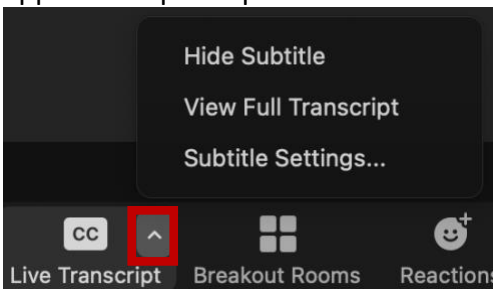 Hide Subtitle
View Full Transcript
Subtitle Settings...
CC
Live Transcript Breakout Rooms Reactions